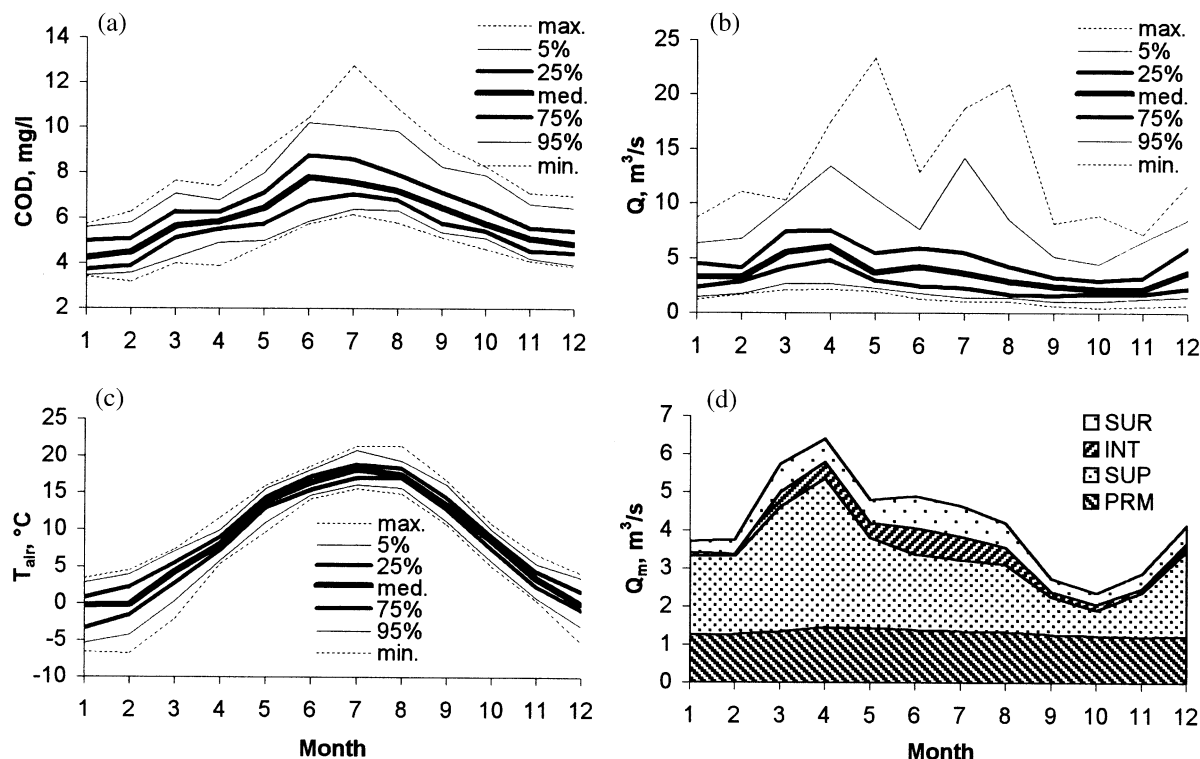 (a)
COD, mg/l
14
12
10
8
6
4
2
1 2 3 4 5 6 7 8 9 10 11 12
max.
5%
25%
med.
75%
95%
min.
(b)
Q, m³/s
25
20
15
10
5
0
1 2 3 4 5 6 7 8 9 10 11 12
max.
5%
25%
med.
75%
95%
min.
(c)
Tair, °C
25
20
15
10
5
0
-5
-10
1 2 3 4 5 6 7 8 9 10 11 12
Month
max.
5%
25%
med.
75%
95%
min.
(d)
Qm, m³/s
7
6
5
4
3
2
1
0
1 2 3 4 5 6 7 8 9 10 11 12
Month
SUR
INT
SUP
PRM